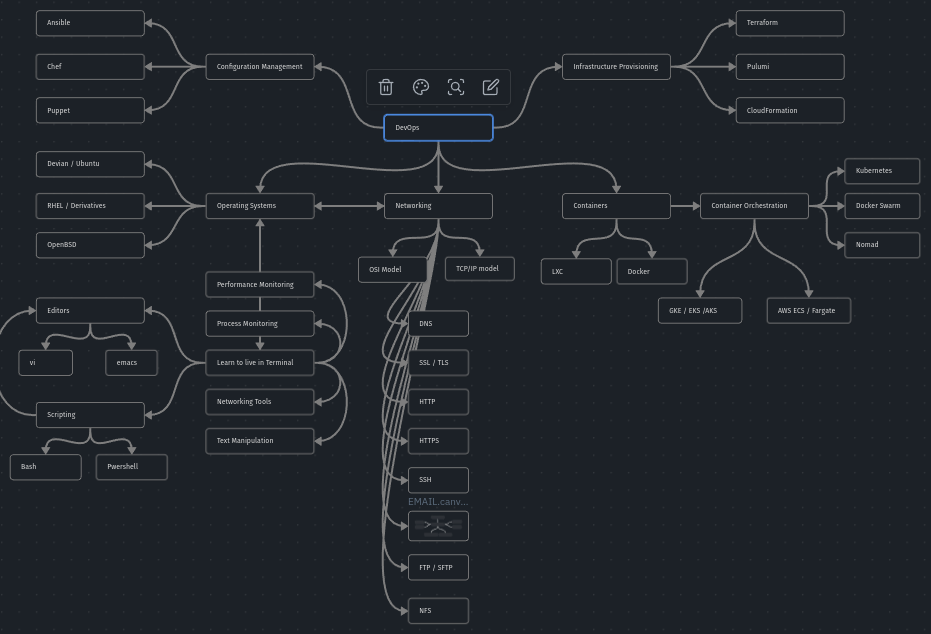 Ansible
Terraform
Configuration Management
Infrastructure Provisioning
Chef
Pulumi
Puppet
CloudFormation
DevOps
Devian / Ubuntu
Kubernetes
RHEL / Derivatives
Operating Systems
Networking
Containers
Container Orchestration
Docker Swarm
OpenBSD
Nomad
OSI Model
TCP/IP model
LXC
Docker
Performance Monitoring
Editors
GKE / EKS /AKS
AWS ECS / Fargate
Process Monitoring
DNS
vi
emacs
Learn to live in Terminal
SSL / TLS
Networking Tools
HTTP
Scripting
Text Manipulation
HTTPS
Bash
Pwershell
SSH
EMAIL.canv...
FTP / SFTP
NFS